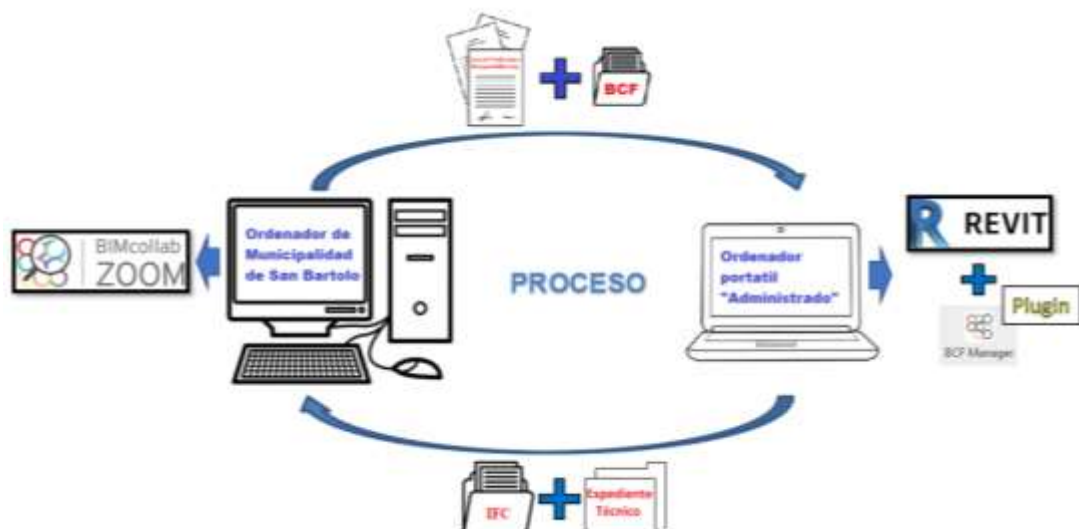 BCF
Ordenador de
Municipalidad
de San Bartolo
BIMcollab
ZOOM
PROCESO
Ordenador
portatil
"Administrado"
REVIT
Plugin
BCF Manager
IFC
Expediente
Técnico